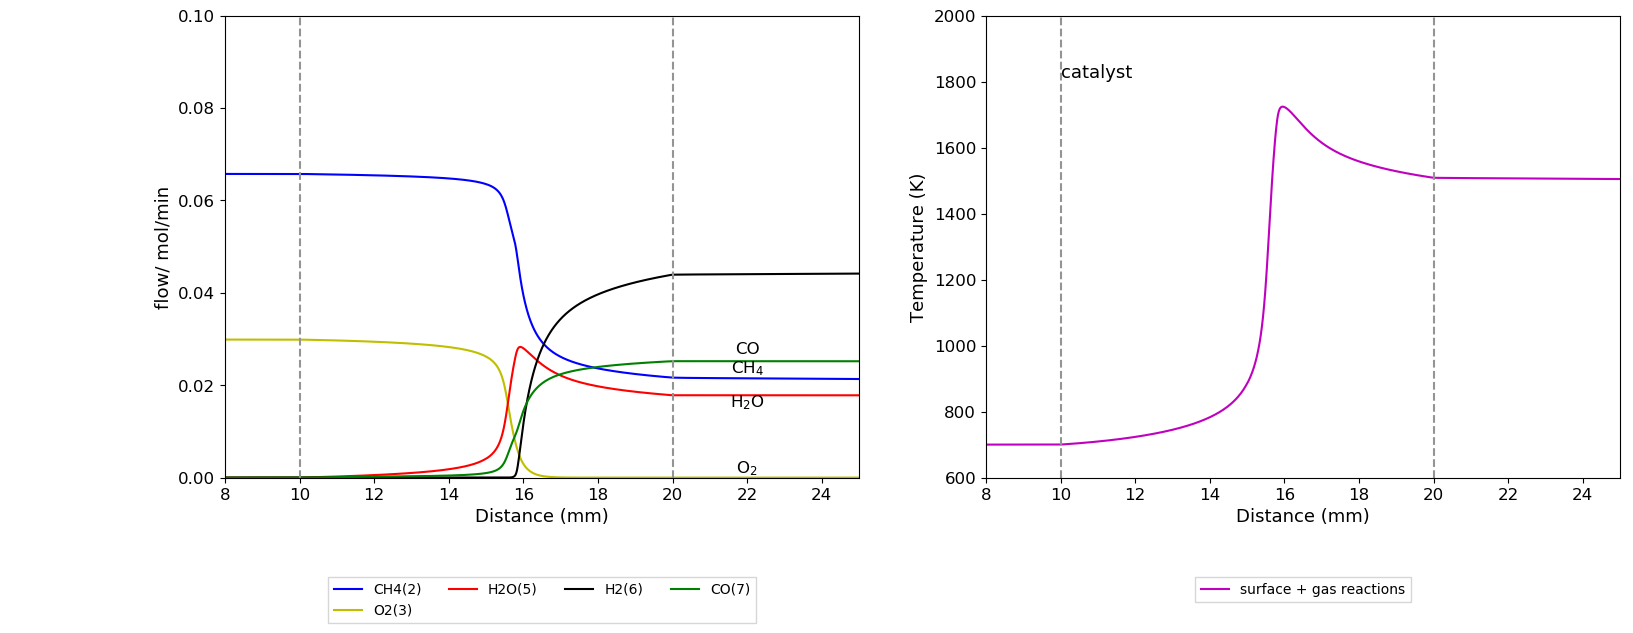 flow/ mol/min
0.10
0.08
0.06
0.04
0.02
0.00
CO
CH₄
H₂O
O₂
8 10 12 14 16 18 20 22 24
Distance (mm)
CH4(2) H2O(5) H2(6) CO(7)
O2(3)
Temperature (K)
2000
1800
1600
1400
1200
1000
800
600
catalyst
8 10 12 14 16 18 20 22 24
Distance (mm)
surface + gas reactions